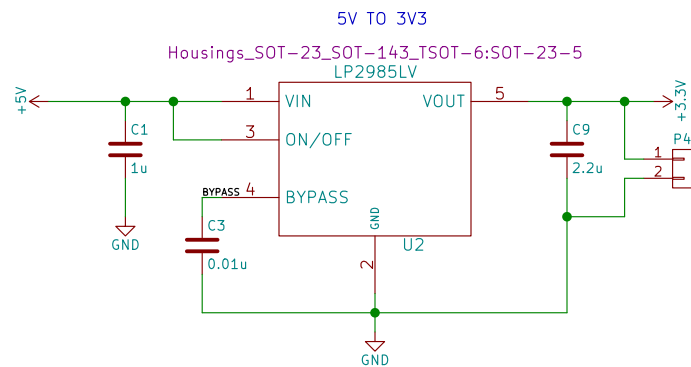 5V TO 3V3
Housings_SOT-23_SOT-143_TSOT-6:SOT-23-5
LP2985LV
+5V
1 VIN
VOUT 5
+3.3V
C1
1u
3 ON/OFF
C9
2.2u
P4
1
2
BYPASS 4 BYPASS
GND
U2
C3
0.01u
2
GND
GND